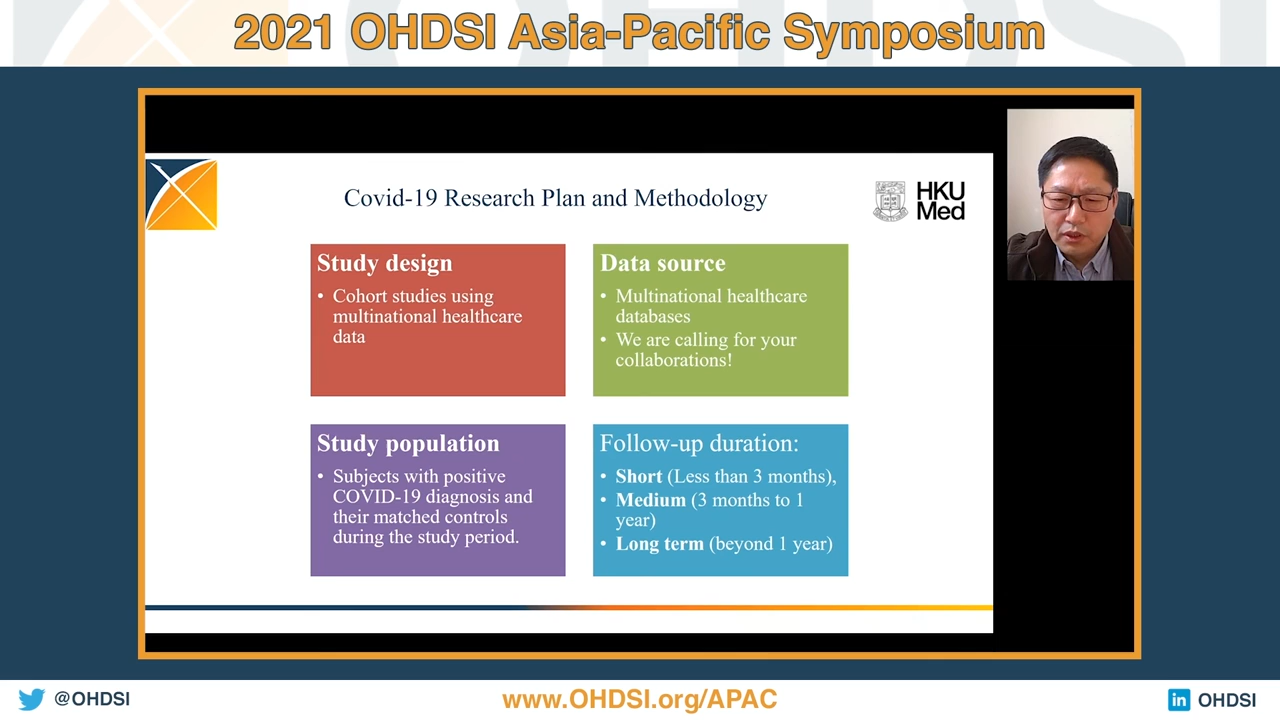 2021 OHDSI Asia-Pacific Symposium
Covid-19 Research Plan and Methodology
HKU
Med
Study design
• Cohort studies using
multinational healthcare
data
Data source
• Multinational healthcare
databases
• We are calling for your
collaborations!
Study population
• Subjects with positive
COVID-19 diagnosis and
their matched controls
during the study period.
Follow-up duration:
• Short (Less than 3 months),
• Medium (3 months to 1
year)
• Long term (beyond 1 year)
@OHDSI
www.OHDSI.org/APAC
in OHDSI